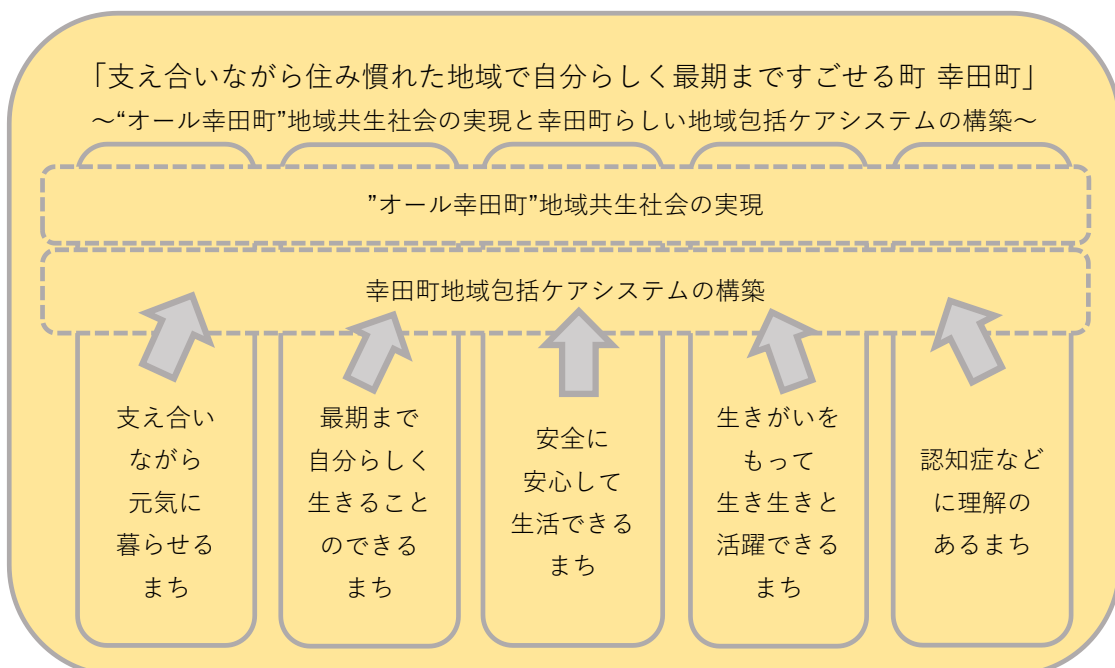 「支え合いながら住み慣れた地域で自分らしく最期まですごせる町 幸田町」
～“オール幸田町”地域共生社会の実現と幸田町らしい地域包括ケアシステムの構築～
”オール幸田町”地域共生社会の実現
幸田町地域包括ケアシステムの構築
支え合い
ながら
元気に
暮らせる
まち
最期まで
自分らしく
生きること
のできる
まち
安全に
安心して
生活できる
まち
生きがいを
もって
生き生きと
活躍できる
まち
認知症など
に理解の
あるまち